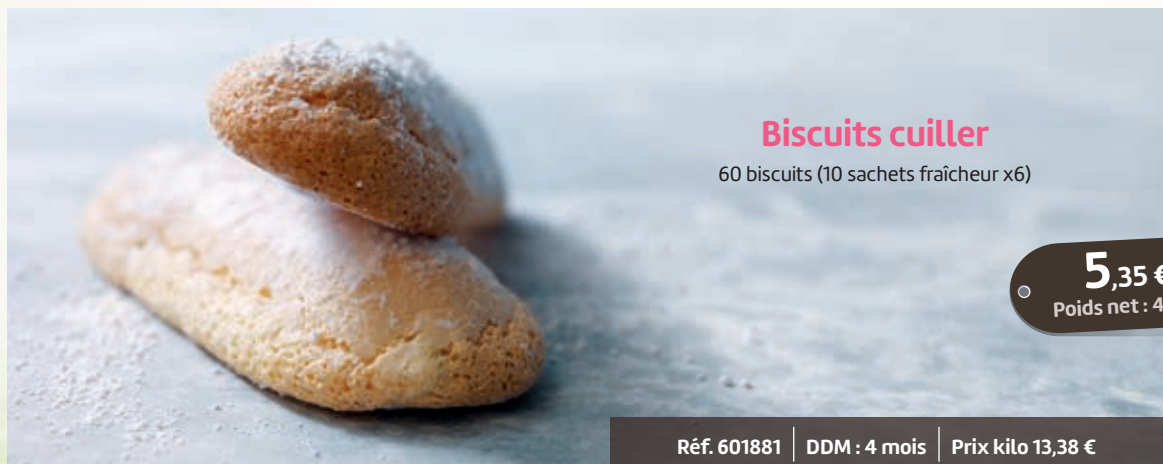 Biscuits cuiller
60 biscuits (10 sachets fraîcheur x6)
5,35 €
Poids net : 4
Réf. 601881 | DDM : 4 mois | Prix kilo 13,38 €